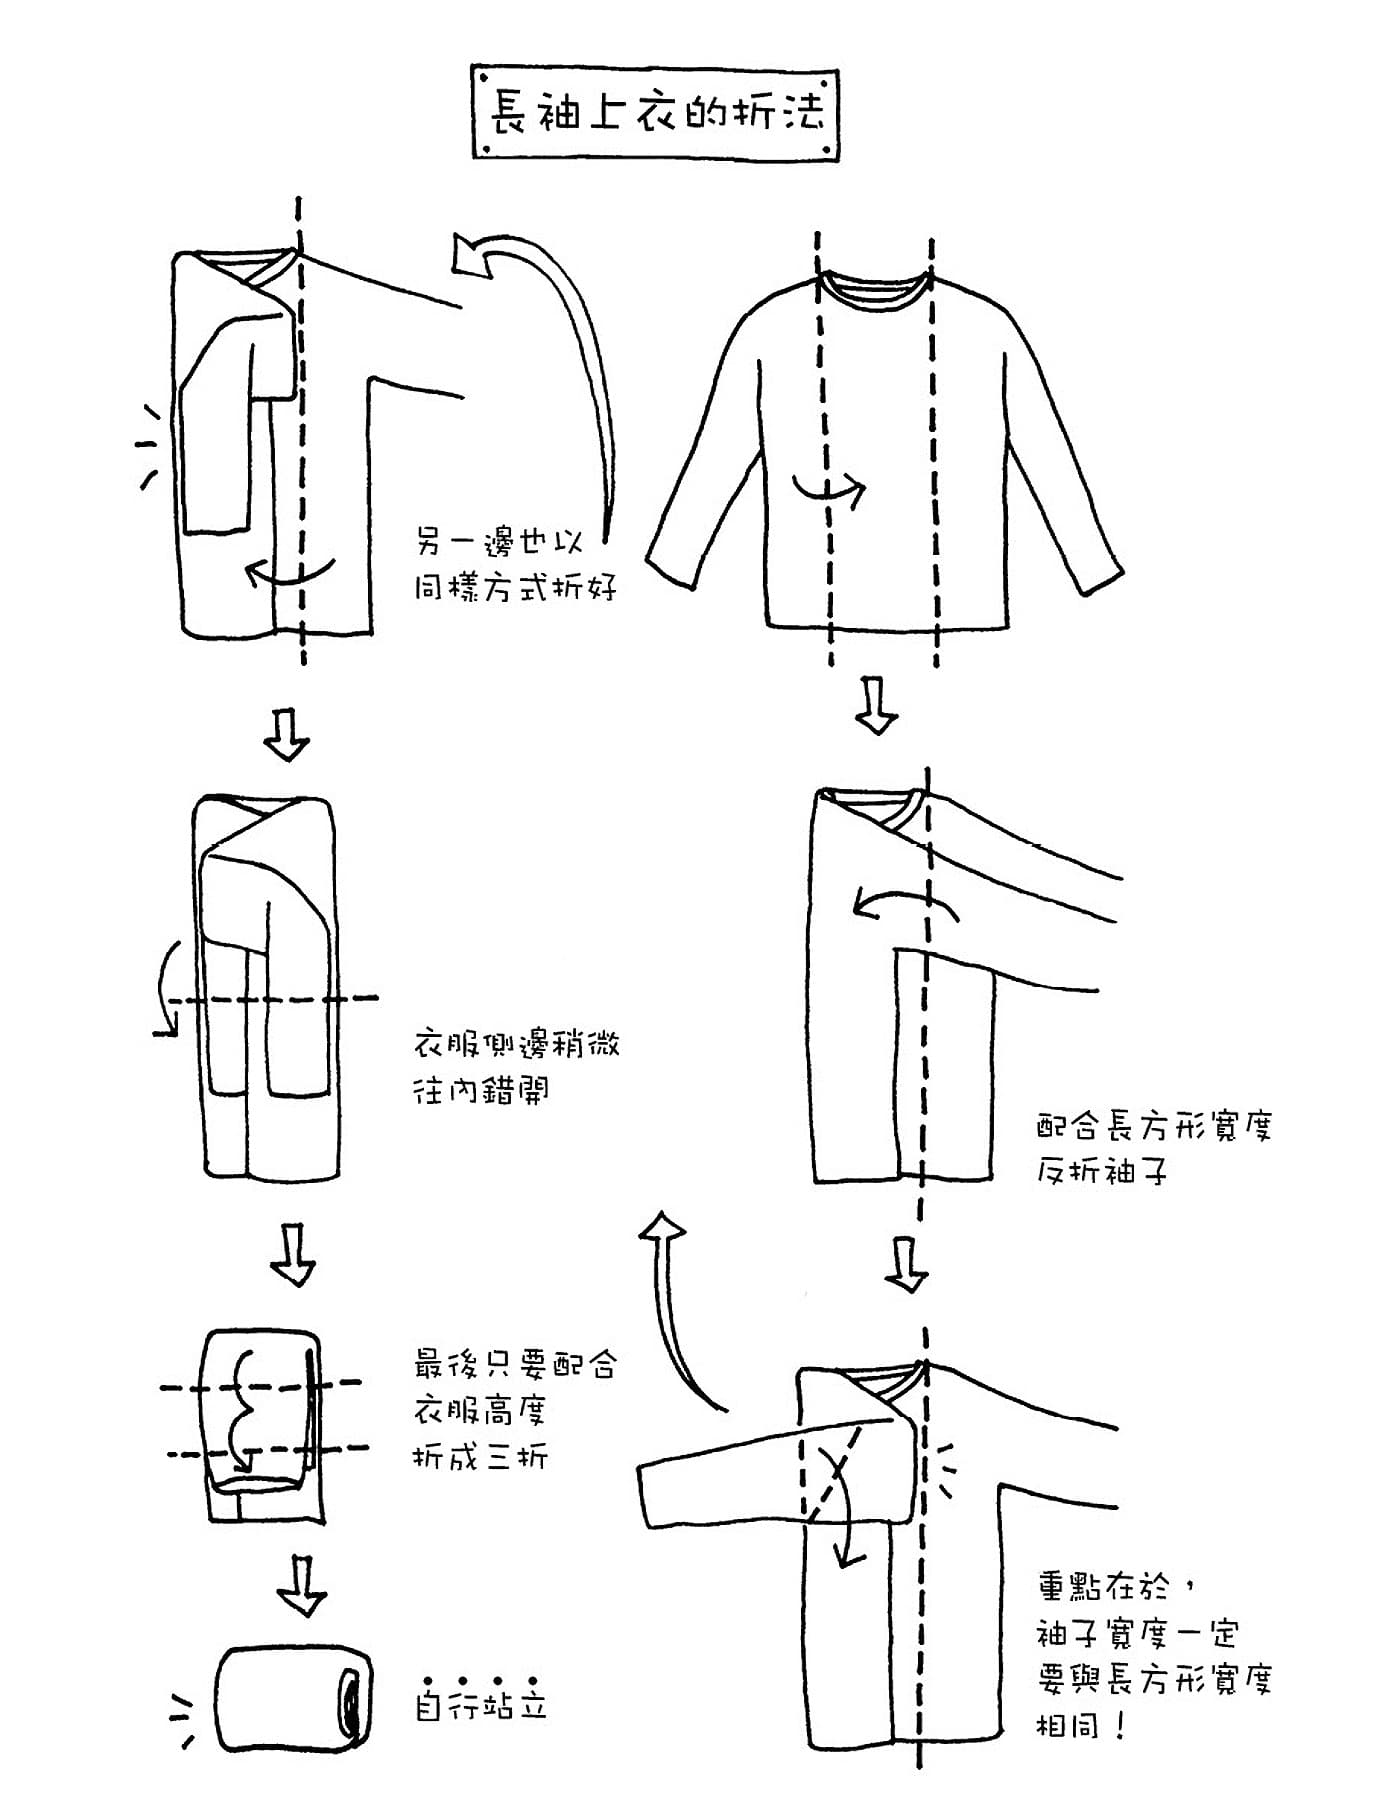 長袖上衣的折法
配合長方形寬度
反折袖子
重點在於，
袖子寬度一定
要與長方形寬度
相同！
另一邊也以
同樣方式折好
衣服側邊稍微
往內錯開
最後只要配合
衣服高度
折成三折
自行站立